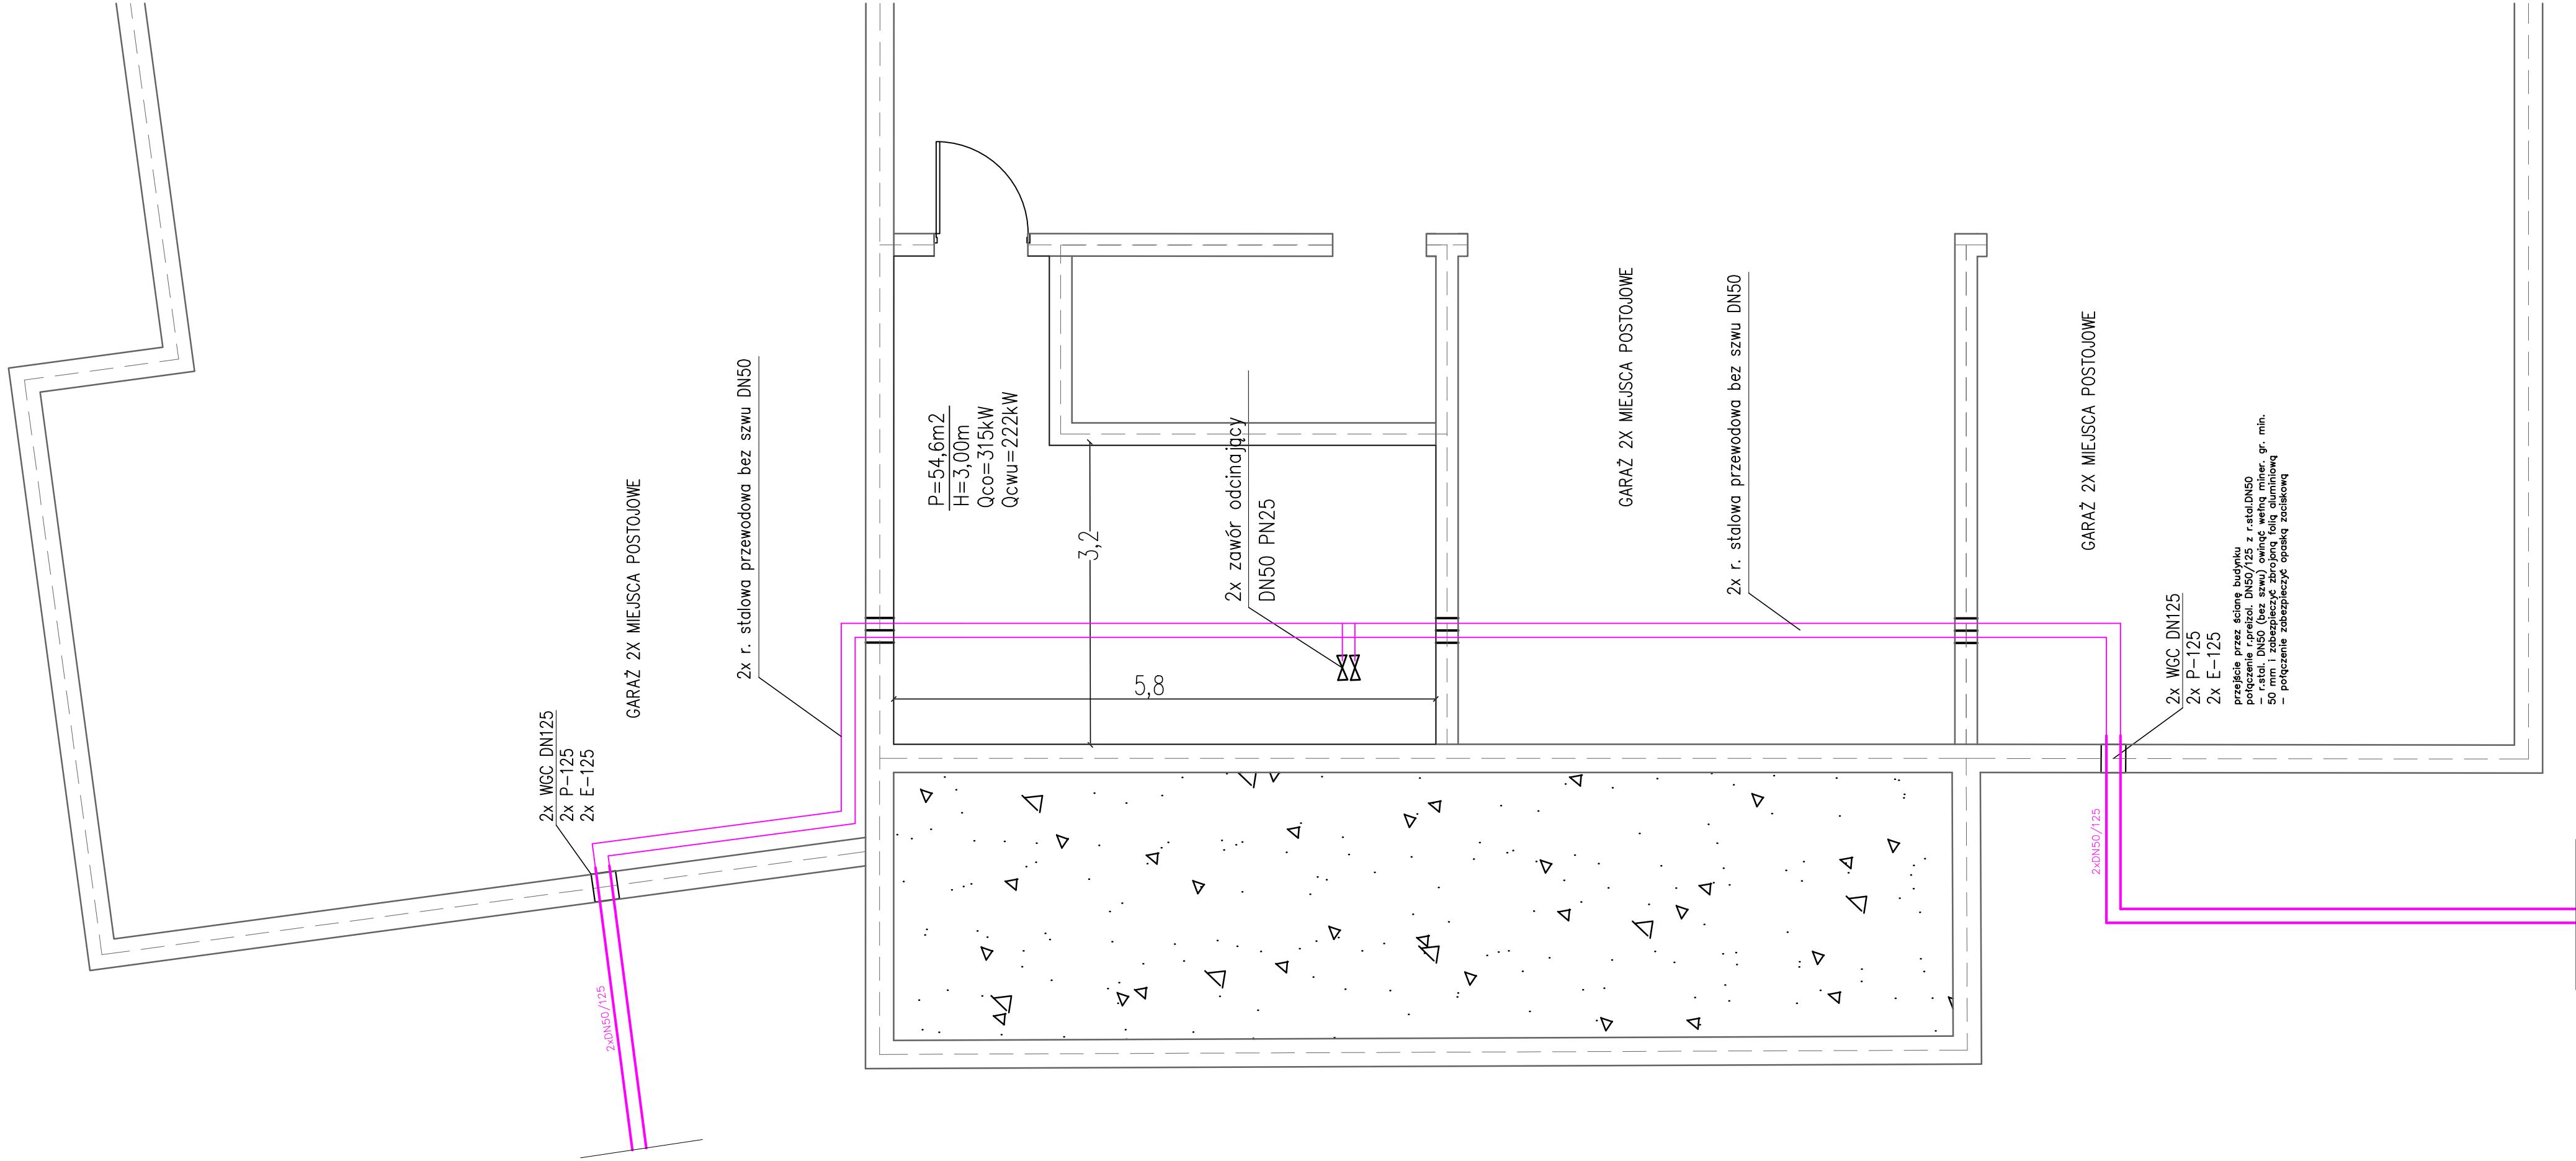 2x WGC DN125
2x P-125
2x E-125
2xDN50/125
GARAŻ 2X MIEJSCA POSTOJOWE
2x r. stalowa przewodowa bez szwu DN50
P=54,6m2
H=3,00m
Qco=315kW
Qcwu=222kW
3,2
5,8
2x zawór odcinający
DN50 PN25
GARAŻ 2X MIEJSCA POSTOJOWE
2x r. stalowa przewodowa bez szwu DN50
GARAŻ 2X MIEJSCA POSTOJOWE
2xDN50/125
2x WGC DN125
2x P-125
2x E-125
przejście przez ścianę budynku
połączenie r.preizol. DN50/125 z r.stal.DN50
- r.stal. DN50 (bez szwu) owinąć wełną miner. gr. min.
50 mm i zabezpieczyć zbrojoną folią aluminiową
- połączenie zabezpieczyć opaską zaciskową